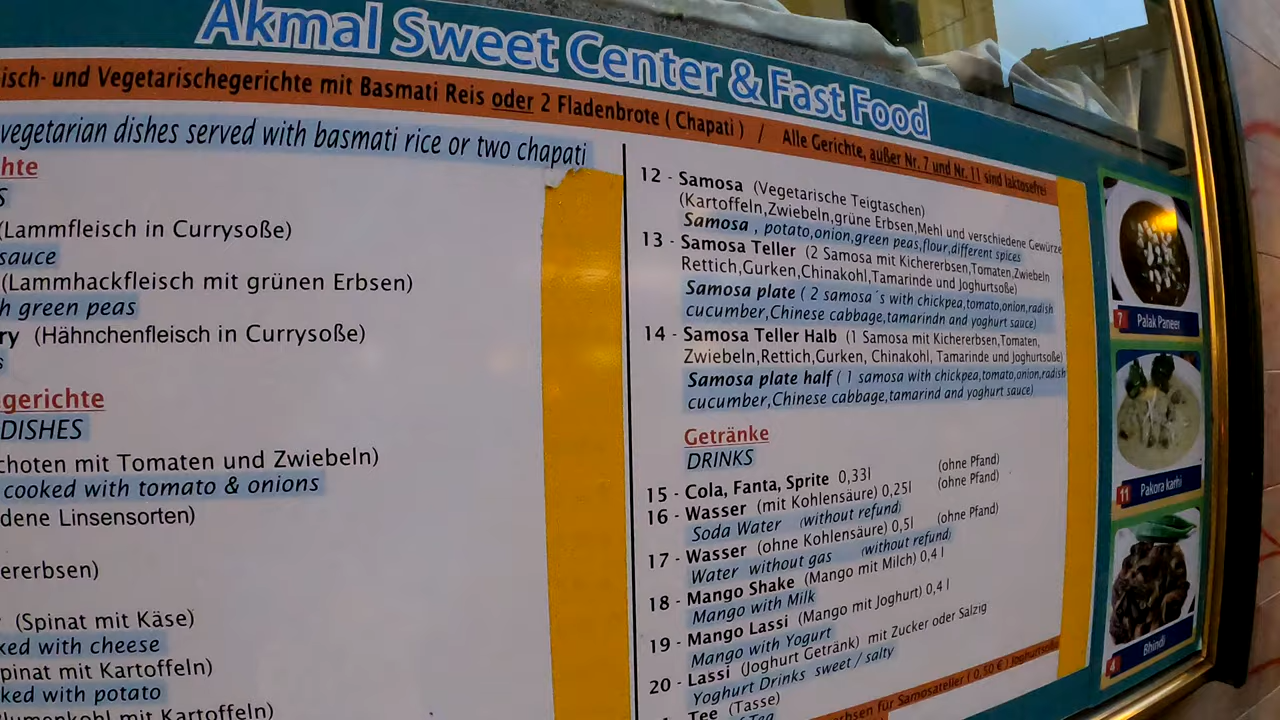 Akmal Sweet Center & Fast Food
isch- und Vegetarischegerichte mit Basmati Reis oder 2 Fladenbrote ( Chapati ) / Alle Gerichte, außer Nr. 7 und Nr. 11 sind laktosefrei
vegetarian dishes served with basmati rice or two chapati
(Lammfleisch in Currysoße)
sauce
(Lammhackfleisch mit grünen Erbsen)
green peas
(Hähnchenfleisch in Currysoße)
gerichte
DISHES
choten mit Tomaten und Zwiebeln)
cooked with tomato & onions
dene Linsensorten)
ererbsen)
(Spinat mit Käse)
ked with cheese
pinat mit Kartoffeln)
ked with potato
lumenkohl mit Kartoffeln)
12 - Samosa (Vegetarische Teigtaschen)
(Kartoffeln,Zwiebeln,grüne Erbsen,Mehl und verschiedene Gewürze
Samosa , potato,onion,green peas,flour,different spices
13 - Samosa Teller (2 Samosa mit Kichererbsen,Tomaten,Zwiebeln
Rettich,Gurken,Chinakohl,Tamarinde und Joghurtsoße)
Samosa plate ( 2 samosa´s with chickpea,tomato,onion,radish
cucumber,Chinese cabbage,tamarindn and yoghurt sauce)
14 - Samosa Teller Halb (1 Samosa mit Kichererbsen,Tomaten,
Zwiebeln,Rettich,Gurken, Chinakohl, Tamarinde und Joghurtsoße)
Samosa plate half ( 1 samosa with chickpea,tomato,onion,radish
cucumber,Chinese cabbage,tamarind and yoghurt sauce)
Getränke
DRINKS
15 - Cola, Fanta, Sprite 0,33l (ohne Pfand)
16 - Wasser (mit Kohlensäure) 0,25l (ohne Pfand)
Soda Water (without refund)
17 - Wasser (ohne Kohlensäure) 0,5l (ohne Pfand)
Water without gas (without refund)
18 - Mango Shake (Mango mit Milch) 0,4 l
Mango with Milk
19 - Mango Lassi (Mango mit Joghurt) 0,4 l
Mango with Yogurt
20 - Lassi (Joghurt Getränk) mit Zucker oder Salzig
Yoghurt Drinks sweet / salty
Tee (Tasse)
7 Palak Paneer
11 Pakora karhi
4 Bhindi